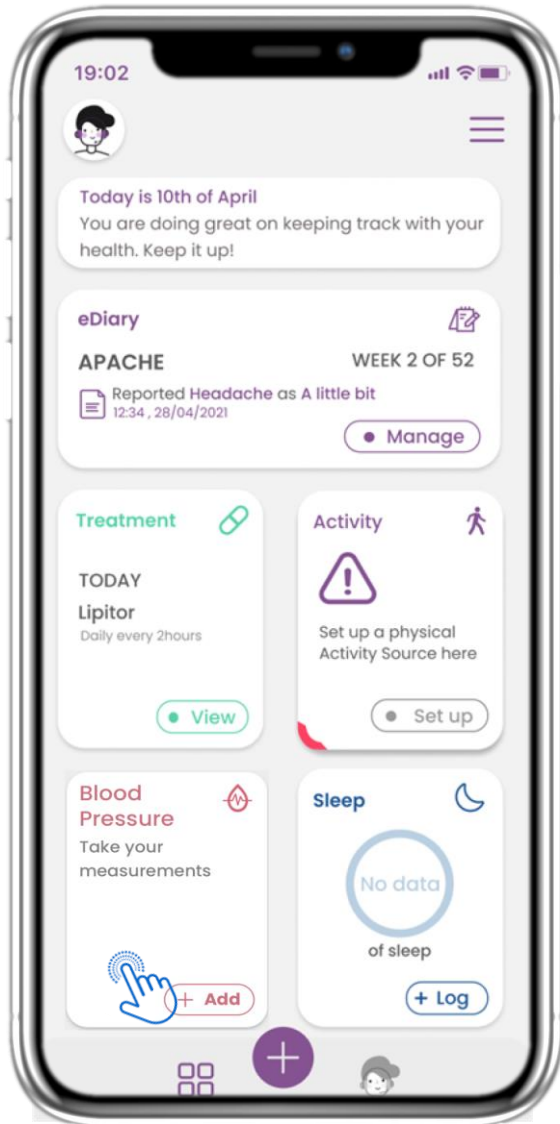 19:02
Today is 10th of April
You are doing great on keeping track with your
health. Keep it up!
eDiary
APACHE
WEEK 2 OF 52
Reported Headache as A little bit
12:34 , 28/04/2021
Manage
Treatment
TODAY
Lipitor
Daily every 2hours
View
Activity
Set up a physical
Activity Source here
Set up
Blood
Pressure
Take your
measurements
+ Add
Sleep
No data
of sleep
+ Log